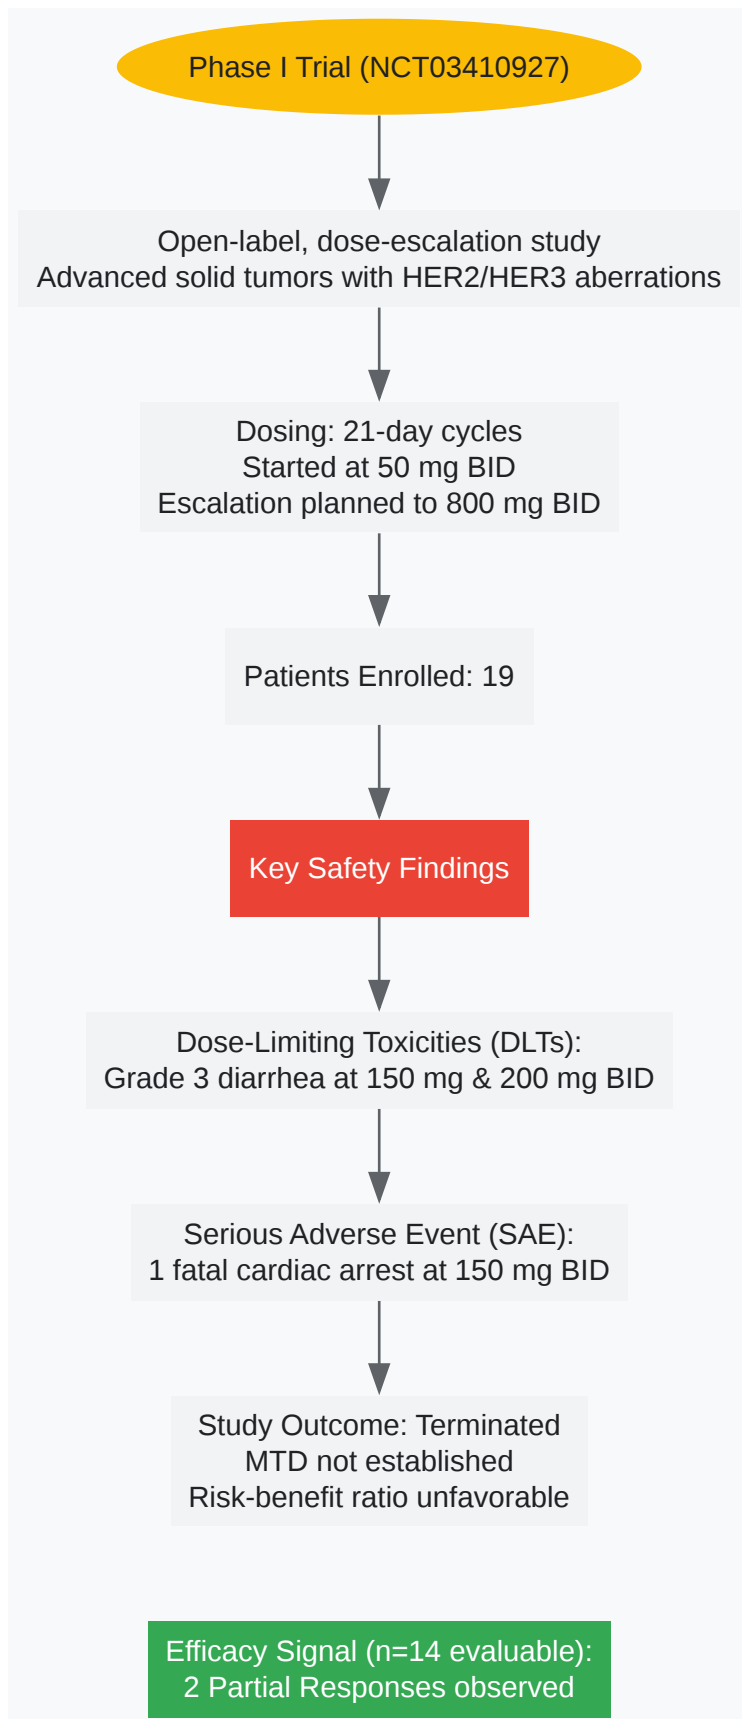 Phase I Trial (NCT03410927)
Open-label, dose-escalation study
Advanced solid tumors with HER2/HER3 aberrations
Dosing: 21-day cycles
Started at 50 mg BID
Escalation planned to 800 mg BID
Patients Enrolled: 19
Key Safety Findings
Dose-Limiting Toxicities (DLTs):
Grade 3 diarrhea at 150 mg & 200 mg BID
Serious Adverse Event (SAE):
1 fatal cardiac arrest at 150 mg BID
Study Outcome: Terminated
MTD not established
Risk-benefit ratio unfavorable
Efficacy Signal (n=14 evaluable):
2 Partial Responses observed